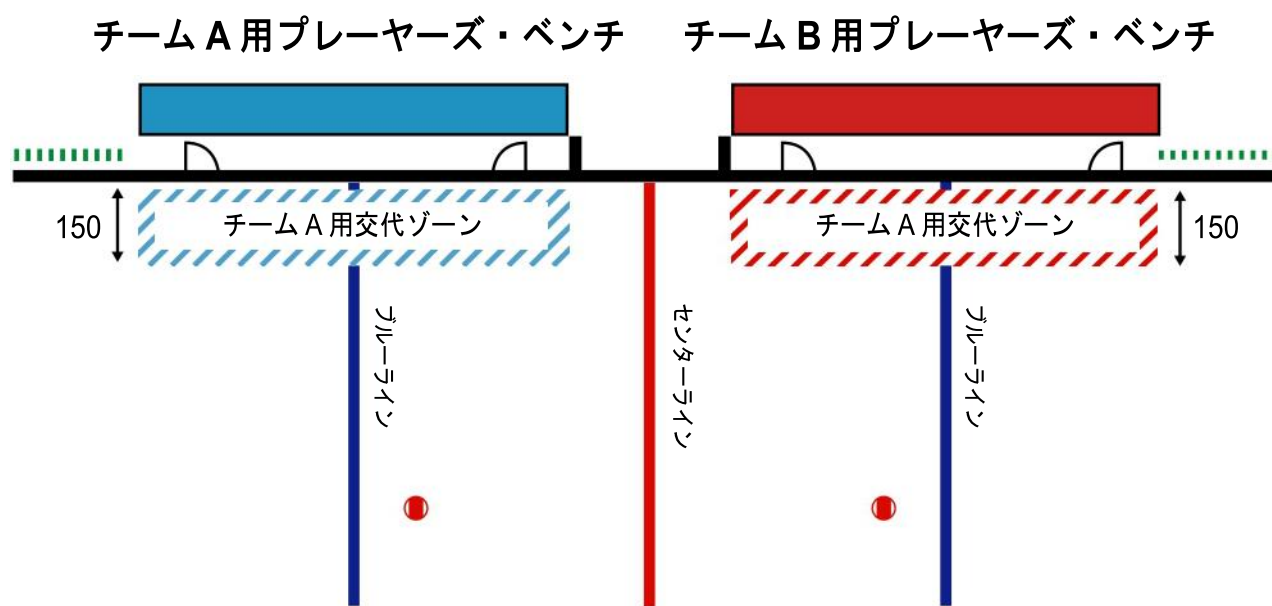 チーム A 用プレーヤーズ・ベンチ
チーム B 用プレーヤーズ・ベンチ
150
チーム A 用交代ゾーン
チーム A 用交代ゾーン
150
ブルーライン
センターライン
ブルーライン